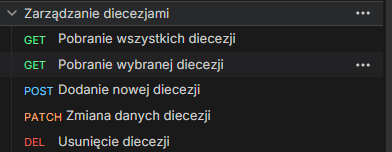 Zarządzanie diecezjami
GET Pobranie wszystkich diecezji
GET Pobranie wybranej diecezji
POST Dodanie nowej diecezji
PATCH Zmiana danych diecezji
DEL Usunięcie diecezji